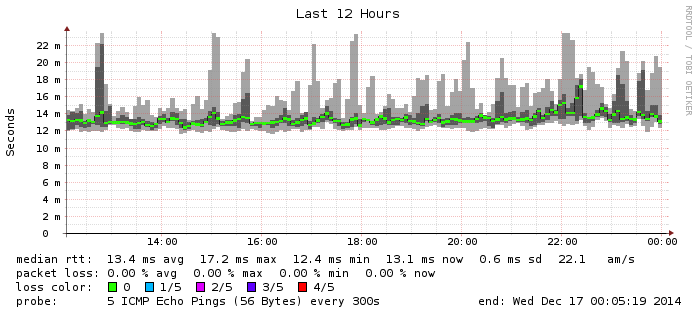 Last 12 Hours
RRDTOOL / TOBI OETIKER
Seconds
22 m
20 m
18 m
16 m
14 m
12 m
10 m
8 m
6 m
4 m
2 m
0
14:00 16:00 18:00 20:00 22:00 00:00
median rtt: 13.4 ms avg 17.2 ms max 12.4 ms min 13.1 ms now 0.6 ms sd 22.1 am/s
packet loss: 0.00 % avg 0.00 % max 0.00 % min 0.00 % now
loss color: 0 1/5 2/5 3/5 4/5
probe: 5 ICMP Echo Pings (56 Bytes) every 300s end: Wed Dec 17 00:05:19 2014